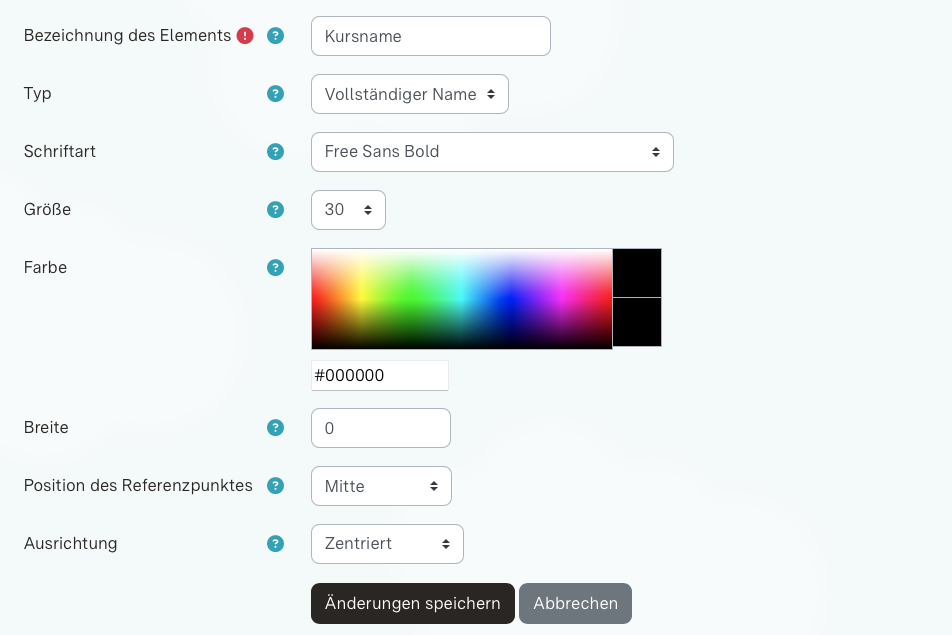 Bezeichnung des Elements ! ? Kursname
Typ ? Vollständiger Name
Schriftart ? Free Sans Bold
Größe ? 30
Farbe ?
#000000
Breite ? 0
Position des Referenzpunktes ? Mitte
Ausrichtung ? Zentriert
Änderungen speichern Abbrechen